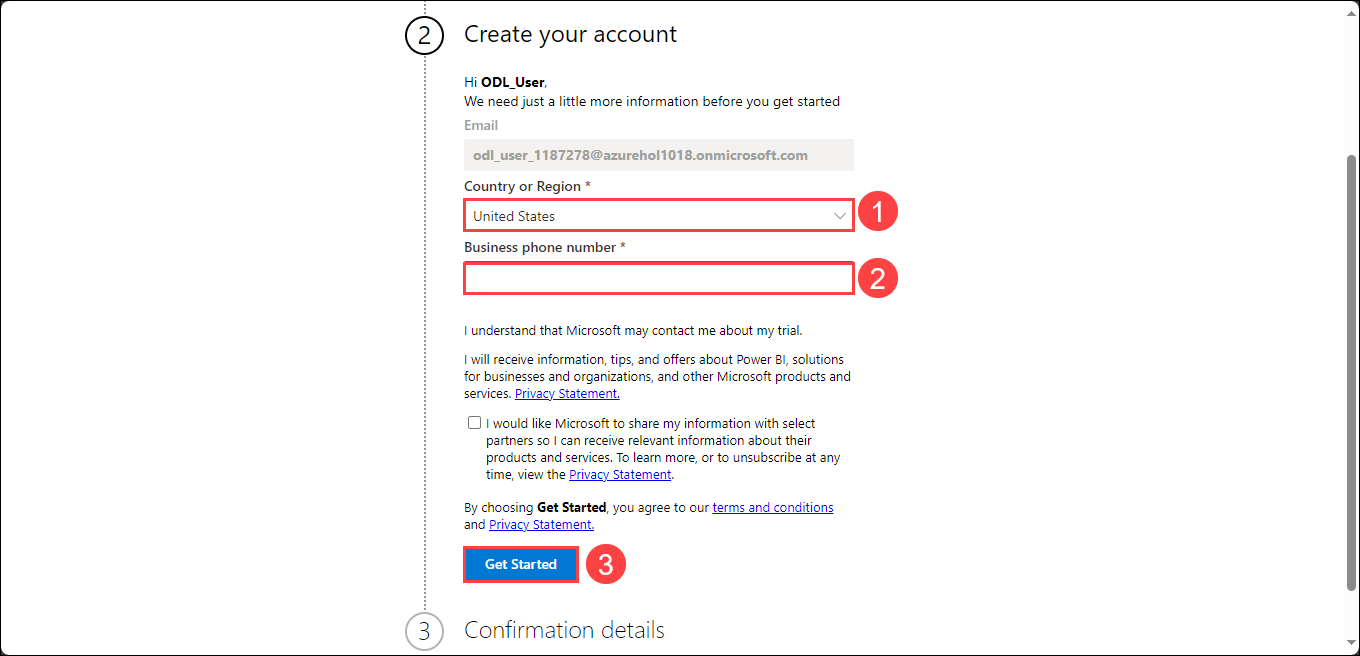 2
Create your account
Hi ODL_User,
We need just a little more information before you get started
Email
odl_user_1187278@azurehol1018.onmicrosoft.com
Country or Region *
United States
1
Business phone number *
2
I understand that Microsoft may contact me about my trial.
I will receive information, tips, and offers about Power BI, solutions
for businesses and organizations, and other Microsoft products and
services. Privacy Statement.
I would like Microsoft to share my information with select
partners so I can receive relevant information about their
products and services. To learn more, or to unsubscribe at any
time, view the Privacy Statement.
By choosing Get Started, you agree to our terms and conditions
and Privacy Statement.
Get Started
3
3
Confirmation details